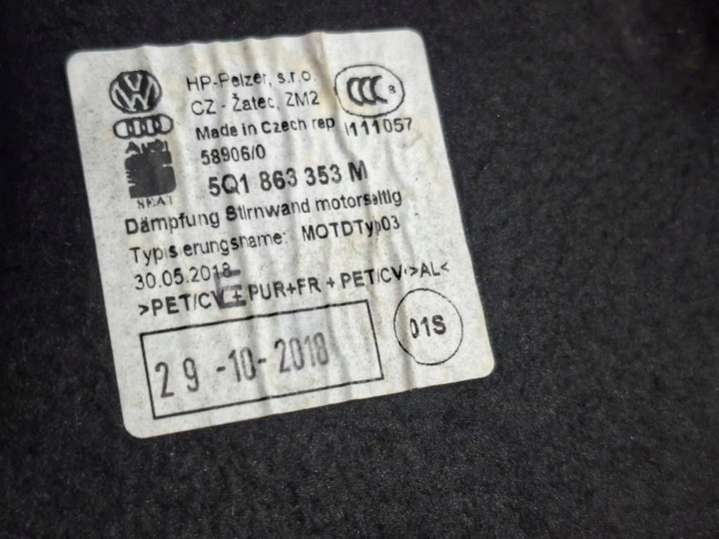 HP-Pelzer, s.r.o.
CZ - Žatec, ZM2
CCC S
Made in Czech rep
I111057
Audi
58906/0
SEAT
5Q1 863 353 M
Dämpfung Stirnwand motorseitig
Typisierungsname: MOTDTyp03
30.05.2018
>PET/CV + PUR+FR + PET/CV<>AL<
29 -10- 2018
01S